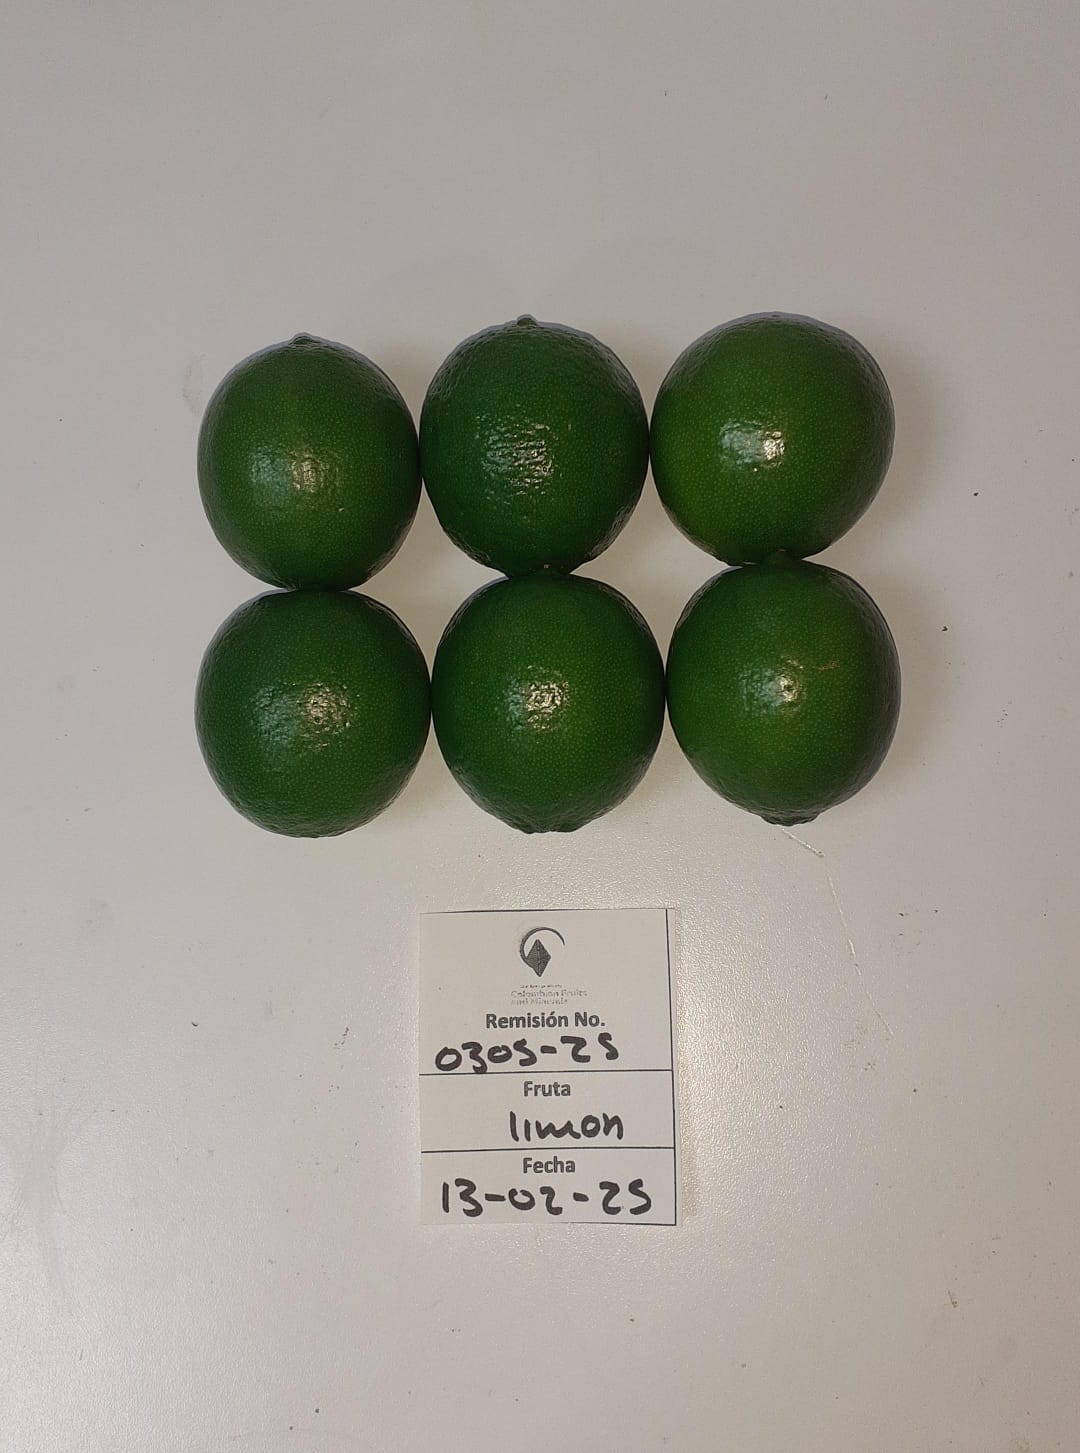 Colombian Fruits
and Minerals
Remisión No.
0305-25
Fruta
limon
Fecha
13-02-25